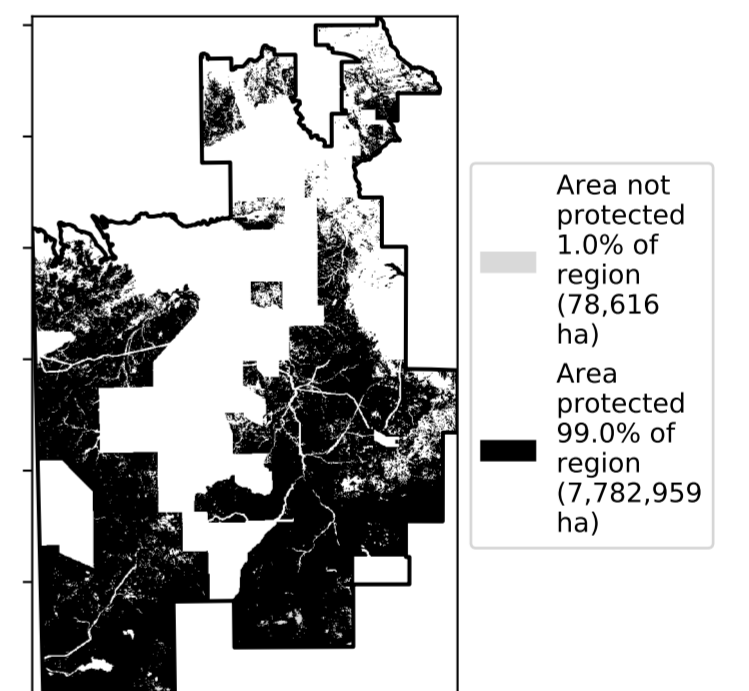 Area not
protected
1.0% of
region
(78,616
ha)
Area
protected
99.0% of
region
(7,782,959
ha)